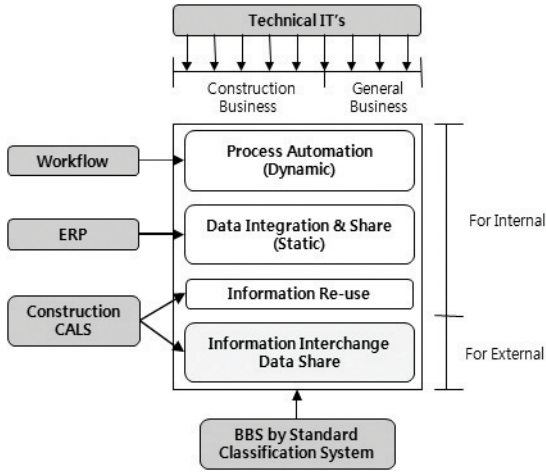 Technical IT's
Construction
Business
General
Business
Workflow
Process Automation
(Dynamic)
ERP
Data Integration & Share
(Static)
For Internal
Information Re-use
Construction
CALS
Information Interchange
Data Share
For External
BBS by Standard
Classification System